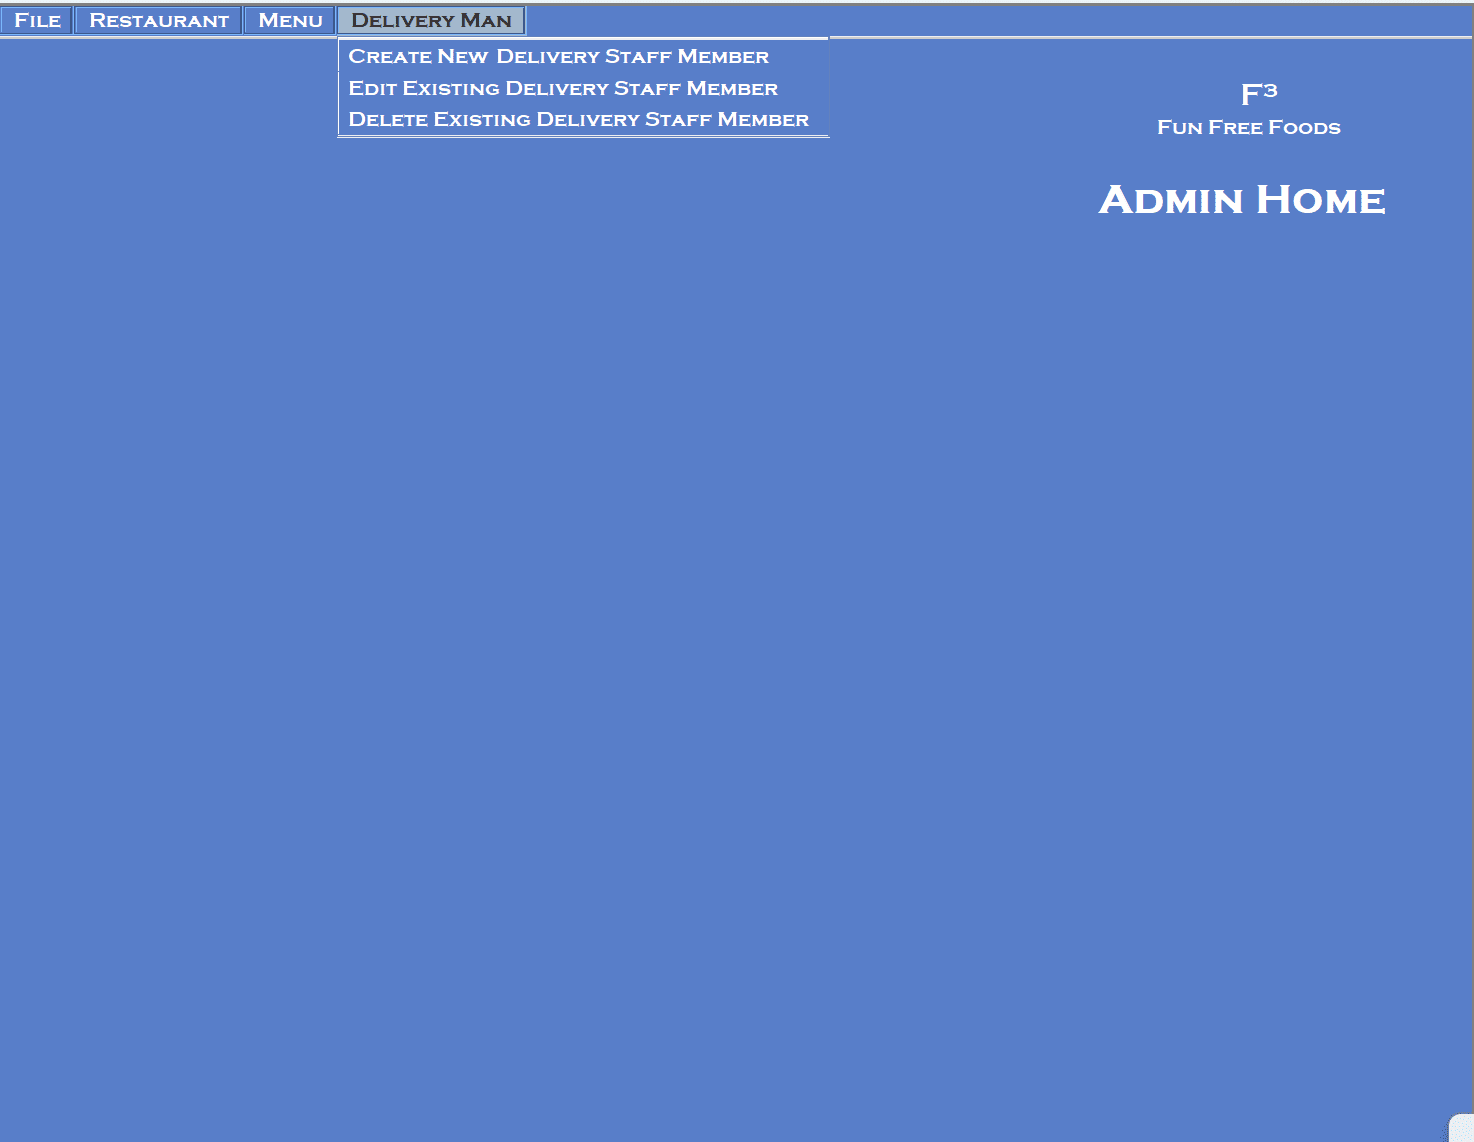 File Restaurant Menu Delivery Man
Create New Delivery Staff Member
Edit Existing Delivery Staff Member
Delete Existing Delivery Staff Member
F³
Fun Free Foods
Admin Home